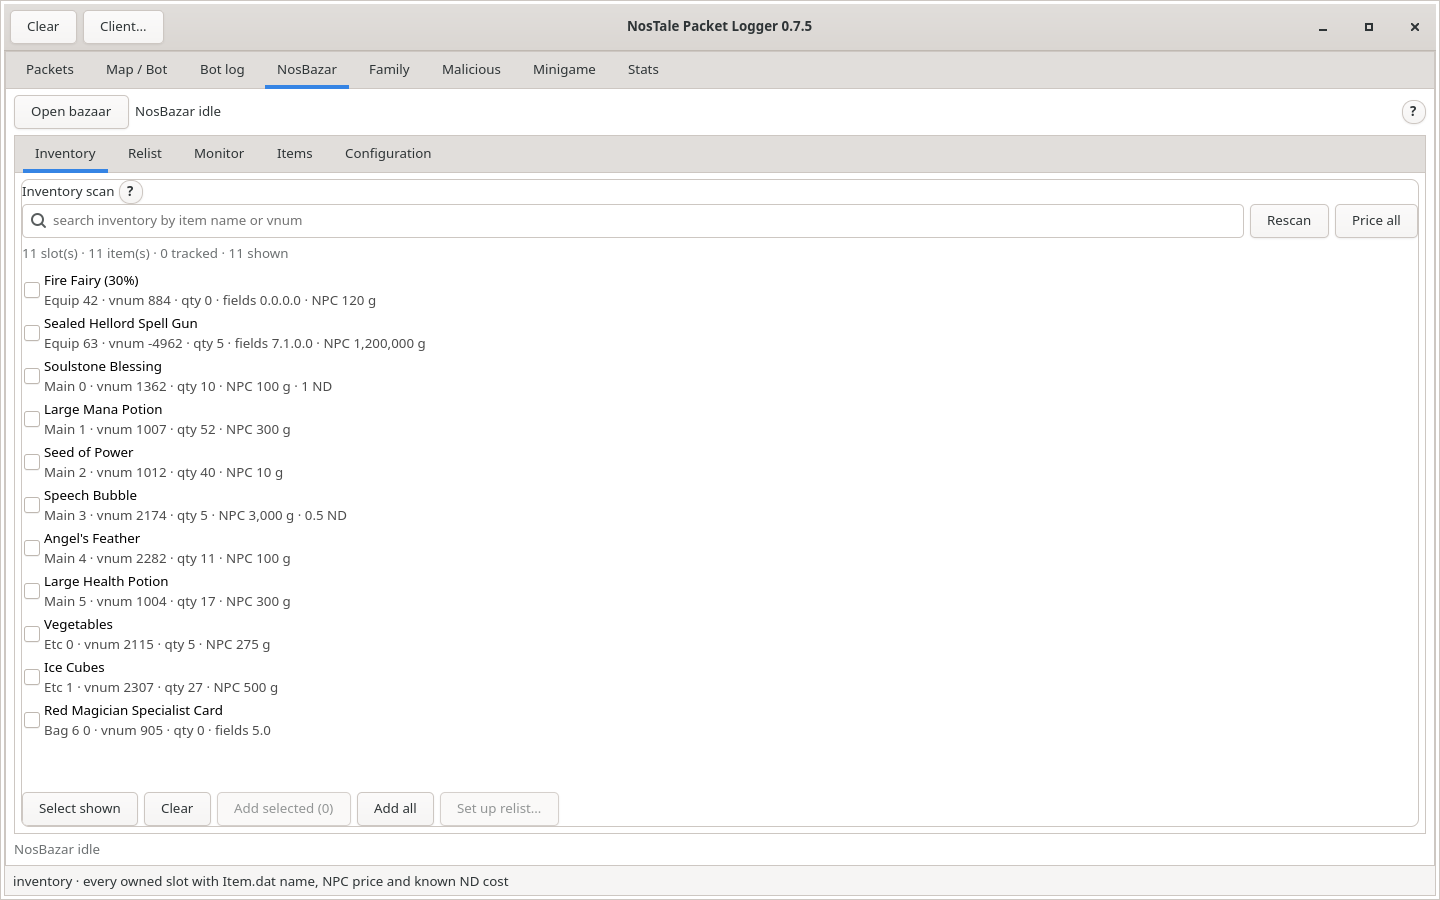 Clear
Client...
NosTale Packet Logger 0.7.5
Packets
Map / Bot
Bot log
NosBazar
Family
Malicious
Minigame
Stats
Open bazaar
NosBazar idle
?
Inventory
Relist
Monitor
Items
Configuration
Inventory scan
?
search inventory by item name or vnum
Rescan
Price all
11 slot(s) · 11 item(s) · 0 tracked · 11 shown
Fire Fairy (30%)
Equip 42 · vnum 884 · qty 0 · fields 0.0.0.0 · NPC 120 g
Sealed Hellord Spell Gun
Equip 63 · vnum -4962 · qty 5 · fields 7.1.0.0 · NPC 1,200,000 g
Soulstone Blessing
Main 0 · vnum 1362 · qty 10 · NPC 100 g · 1 ND
Large Mana Potion
Main 1 · vnum 1007 · qty 52 · NPC 300 g
Seed of Power
Main 2 · vnum 1012 · qty 40 · NPC 10 g
Speech Bubble
Main 3 · vnum 2174 · qty 5 · NPC 3,000 g · 0.5 ND
Angel's Feather
Main 4 · vnum 2282 · qty 11 · NPC 100 g
Large Health Potion
Main 5 · vnum 1004 · qty 17 · NPC 300 g
Vegetables
Etc 0 · vnum 2115 · qty 5 · NPC 275 g
Ice Cubes
Etc 1 · vnum 2307 · qty 27 · NPC 500 g
Red Magician Specialist Card
Bag 6 0 · vnum 905 · qty 0 · fields 5.0
Select shown
Clear
Add selected (0)
Add all
Set up relist...
NosBazar idle
inventory · every owned slot with Item.dat name, NPC price and known ND cost